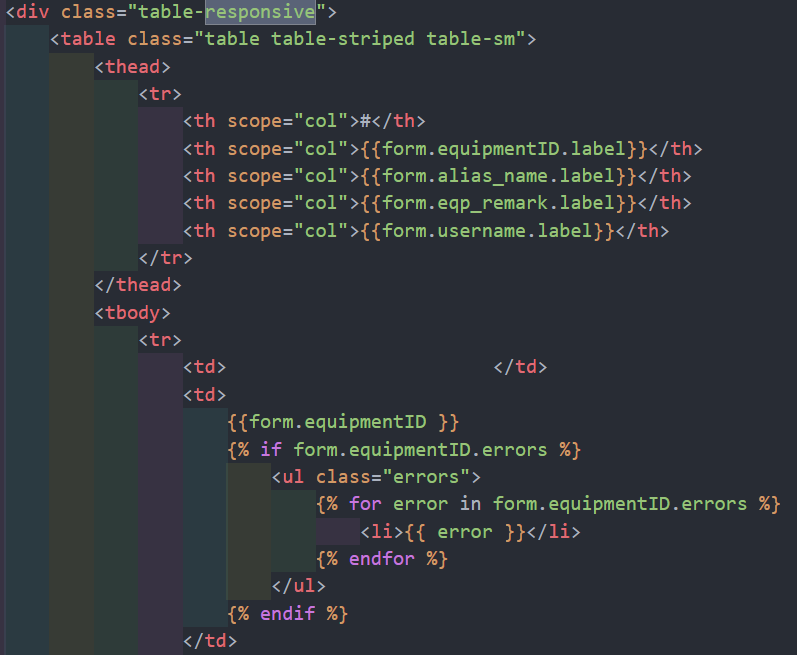 <div class="table-responsive">
<table class="table table-striped table-sm">
<thead>
<tr>
<th scope="col">#</th>
<th scope="col">{{form.equipmentID.label}}</th>
<th scope="col">{{form.alias_name.label}}</th>
<th scope="col">{{form.eqp_remark.label}}</th>
<th scope="col">{{form.username.label}}</th>
</tr>
</thead>
<tbody>
<tr>
<td> </td>
<td>
{{form.equipmentID }}
{% if form.equipmentID.errors %}
<ul class="errors">
{% for error in form.equipmentID.errors %}
<li>{{ error }}</li>
{% endfor %}
</ul>
{% endif %}
</td>